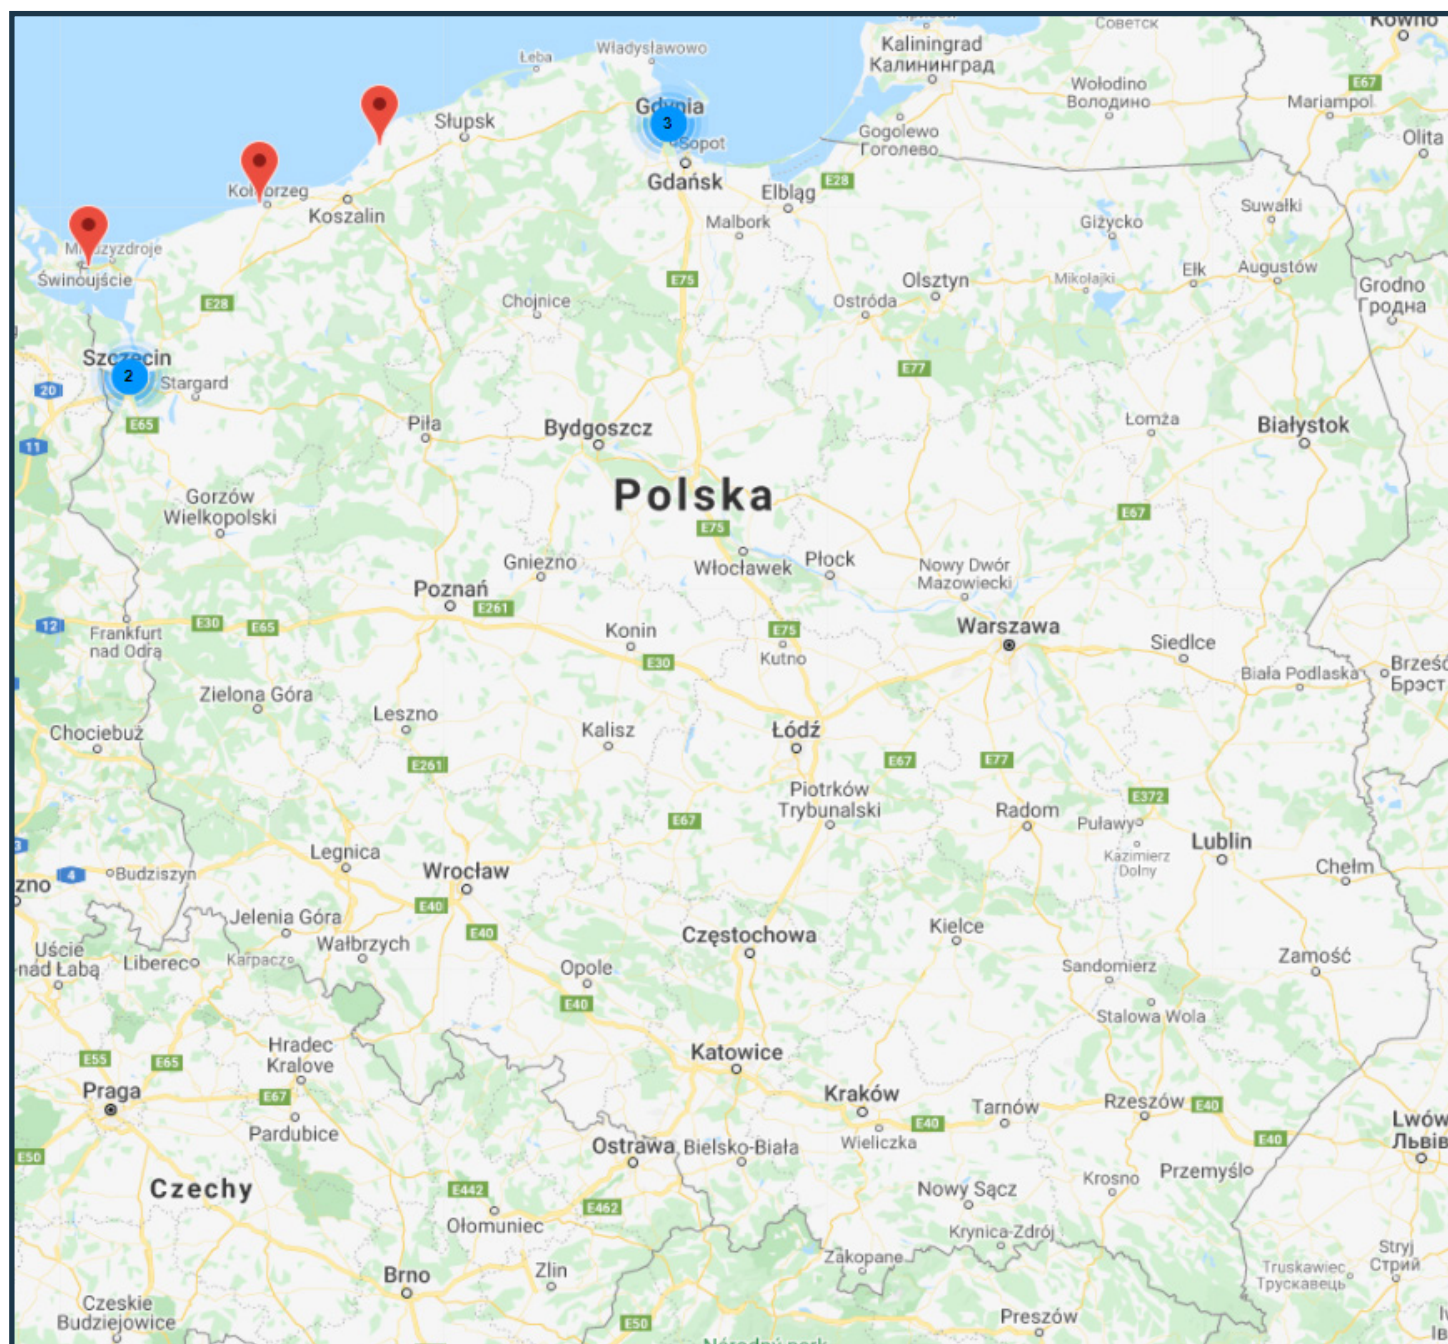 Советск
Kowno
Kaliningrad
Калининград
Władysławowo
Łeba
E67
Wołodino
Володино
Mariampol
Gdynia
3
Słupsk
Sopot
Gogolewo
Гоголево
Olita
Gdańsk
E28
Elbląg
Kołobrzeg
Koszalin
Malbork
Giżycko
Suwałki
Międzyzdroje
Świnoujście
E75
Olsztyn
Mikołajki
Ełk
Augustów
Grodno
Гродна
E28
Chojnice
Ostróda
Szczecin
2
Stargard
E77
20
E65
Piła
Bydgoszcz
Łomża
Białystok
11
Polska
Gorzów
Wielkopolski
E67
E75
Gniezno
Włocławek
Płock
Nowy Dwór
Mazowiecki
Poznań
E261
12
E30
E65
Frankfurt
nad Odrą
Konin
E75
Warszawa
Siedlce
E30
Kutno
Biała Podlaska
Brześć
Брэст
Zielona Góra
Leszno
Kalisz
Łódź
Chociebuż
E261
E67
E77
Piotrków
Trybunalski
E372
Radom
Puławy
E67
Lublin
3
Legnica
Wrocław
Kazimierz
Dolny
Chełm
zno
4
Budziszyn
E40
Jelenia Góra
Wałbrzych
E40
Częstochowa
Kielce
Uście
nad Łabą
Liberec
Karpacz
Opole
Sandomierz
Zamość
E40
Stalowa Wola
Hradec
Kralove
E55
E65
Katowice
Praga
E67
Kraków
Tarnów
Rzeszów
E40
Pardubice
E40
Wieliczka
E40
Lwów
Львів
E50
Ostrawa
Bielsko-Biała
Przemyśl
Czechy
E442
Krosno
E462
Nowy Sącz
Ołomuniec
Krynica-Zdrój
Zakopane
Stryj
Стрий
Truskawiec
Трускавець
Brno
Zlin
Czeskie
Budziejowice
E50
Preszów
Národný park